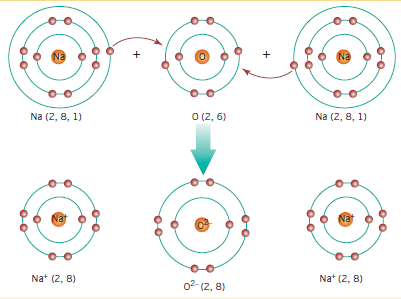 Na + O + Na
Na (2, 8, 1) O (2, 6) Na (2, 8, 1)
Na⁺ O²⁻ Na⁺
Na⁺ (2, 8) O²⁻ (2, 8) Na⁺ (2, 8)